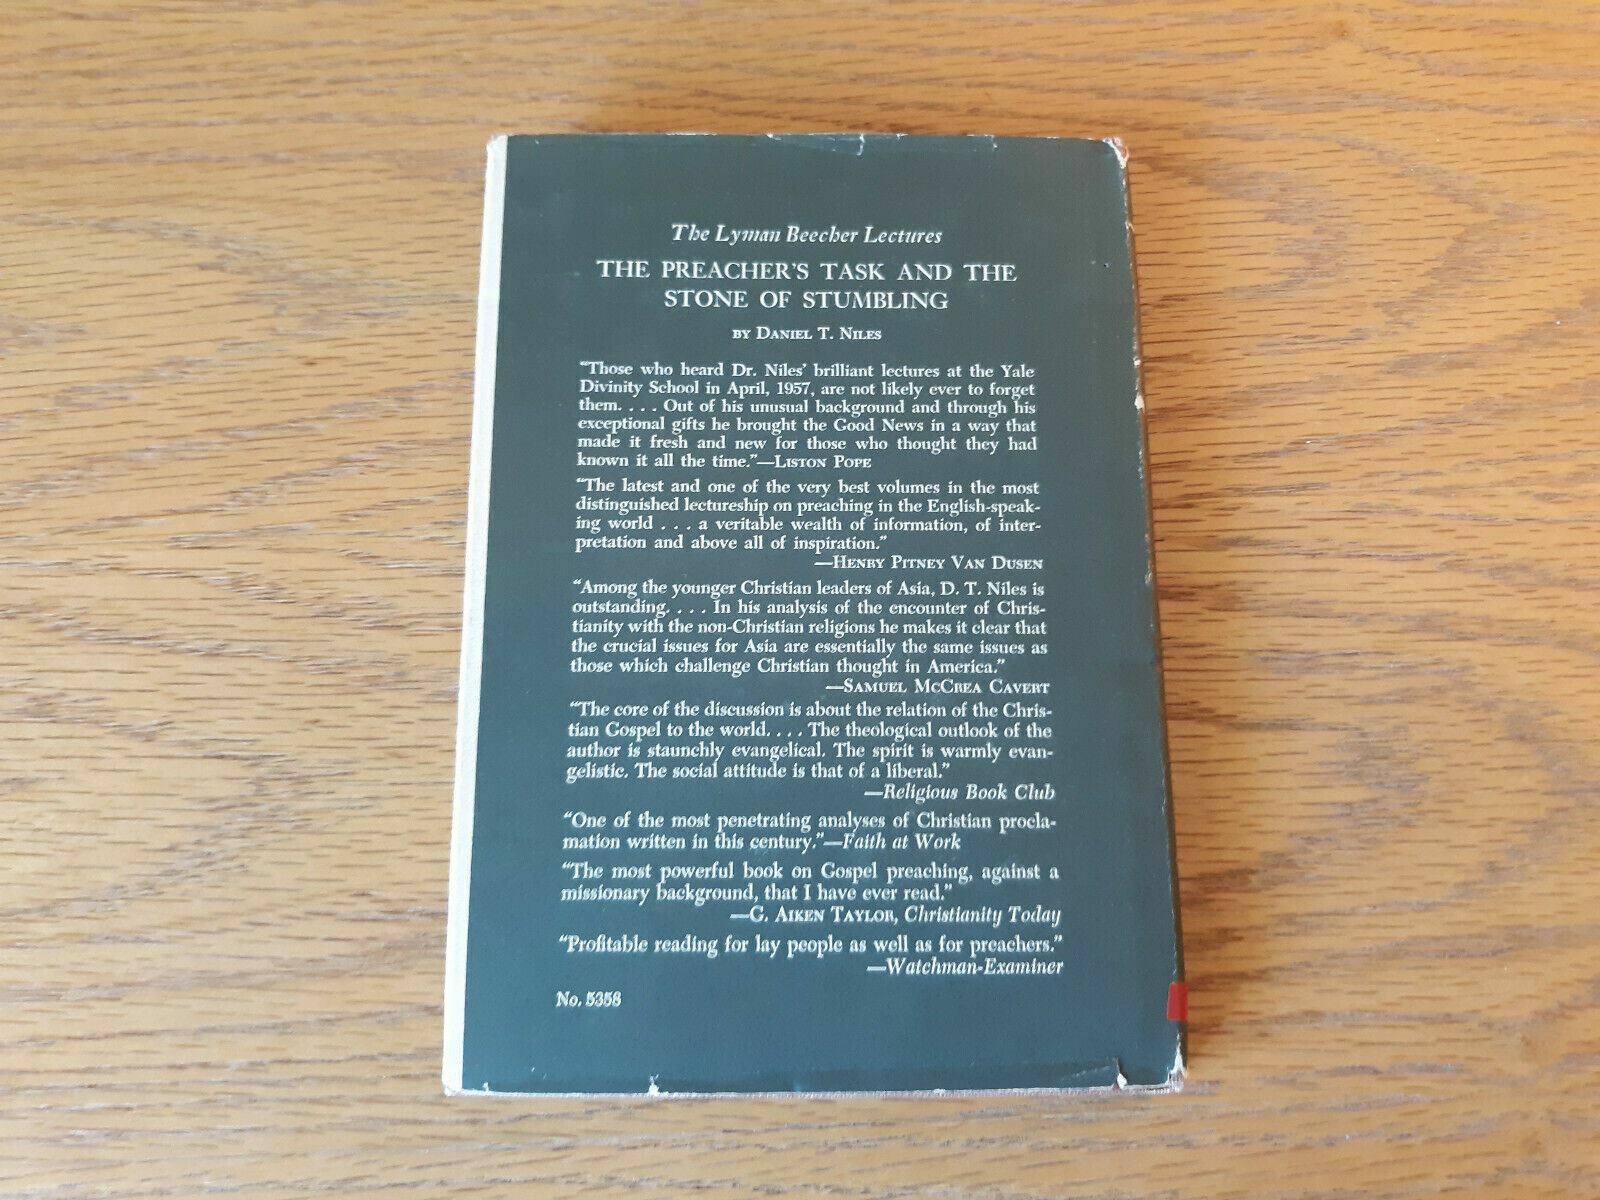 The Lyman Beecher Lectures
THE PREACHER'S TASK AND THE
STONE OF STUMBLING
BY DANIEL T. NILES
"Those who heard Dr. Niles' brilliant lectures at the Yale
Divinity School in April, 1957, are not likely ever to forget
them. . . . Out of his unusual background and through his
exceptional gifts he brought the Good News in a way that
made it fresh and new for those who thought they had
known it all the time."—LISTON POPE
"The latest and one of the very best volumes in the most
distinguished lectureship on preaching in the English-speak-
ing world . . . a veritable wealth of information, of inter-
pretation and above all of inspiration."
—HENRY PITNEY VAN DUSEN
"Among the younger Christian leaders of Asia, D. T. Niles is
outstanding. . . . In his analysis of the encounter of Chris-
tianity with the non-Christian religions he makes it clear that
the crucial issues for Asia are essentially the same issues as
those which challenge Christian thought in America."
—SAMUEL MCCREA CAVERT
"The core of the discussion is about the relation of the Chris-
tian Gospel to the world. . . . The theological outlook of the
author is staunchly evangelical. The spirit is warmly evan-
gelistic. The social attitude is that of a liberal."
—Religious Book Club
"One of the most penetrating analyses of Christian procla-
mation written in this century."—Faith at Work
"The most powerful book on Gospel preaching, against a
missionary background, that I have ever read."
—G. AIKEN TAYLOR, Christianity Today
"Profitable reading for lay people as well as for preachers."
—Watchman-Examiner
No. 5358